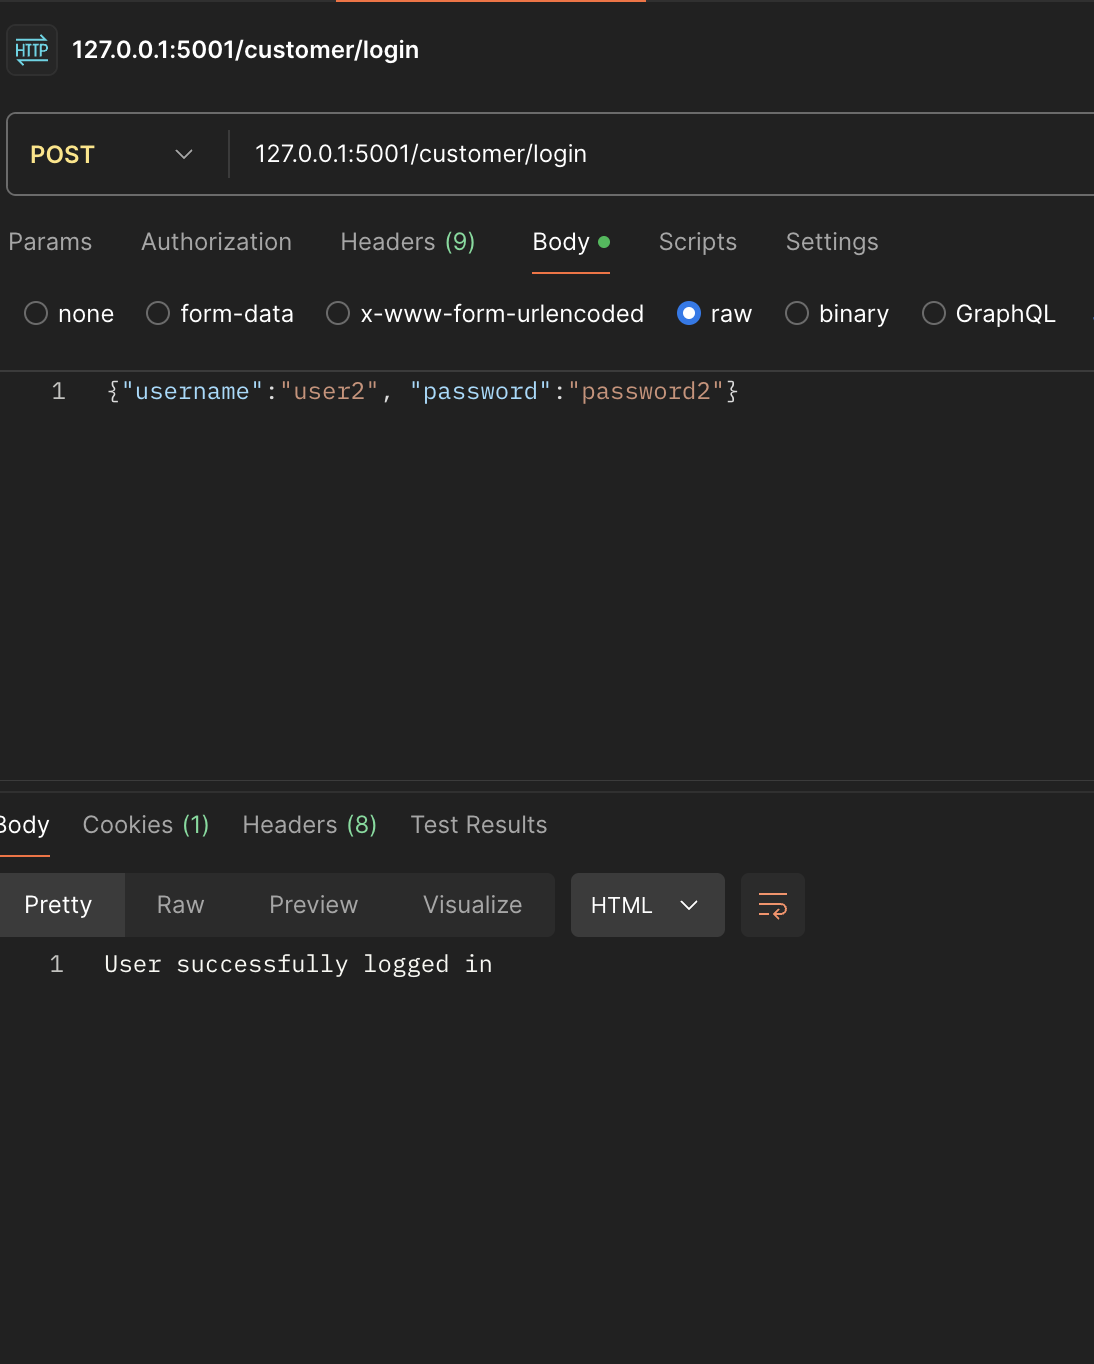 HTTP 127.0.0.1:5001/customer/login
POST 127.0.0.1:5001/customer/login
Params Authorization Headers (9) Body Scripts Settings
none form-data x-www-form-urlencoded raw binary GraphQL
1 {"username":"user2", "password":"password2"}
Body Cookies (1) Headers (8) Test Results
Pretty Raw Preview Visualize HTML
1 User successfully logged in